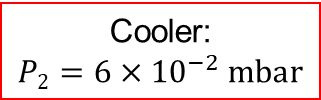 Cooler:
P₂ = 6 × 10⁻² mbar